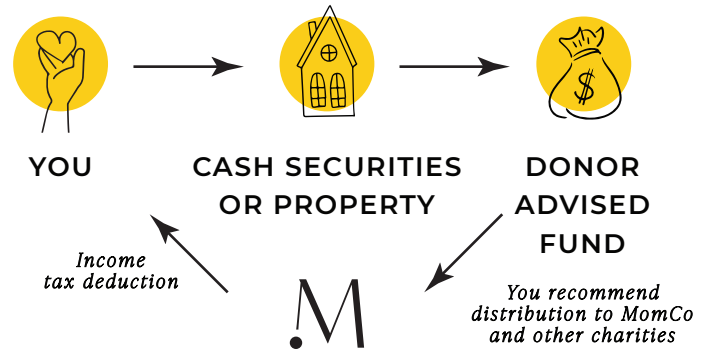 $
YOU
CASH SECURITIES
OR PROPERTY
DONOR
ADVISED
FUND
Income
tax deduction
.M
You recommend
distribution to MomCo
and other charities